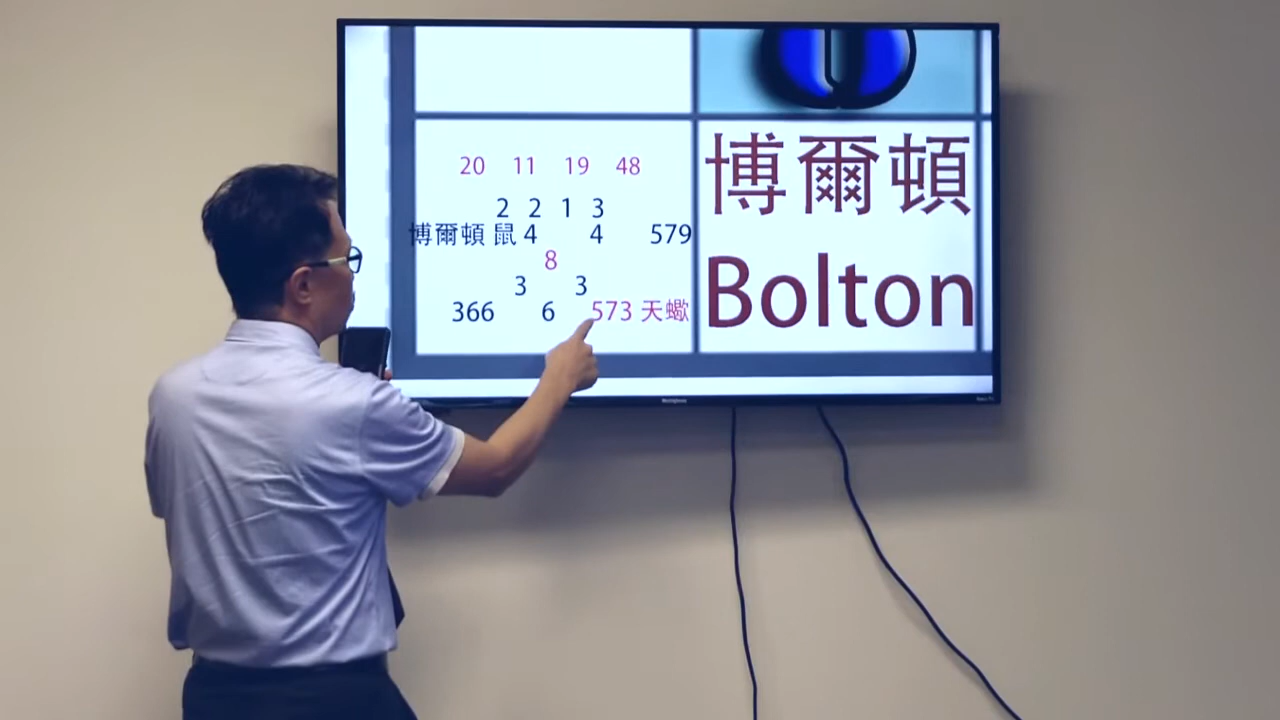 20 11 19 48
2 2 1 3
博爾頓 鼠 4 4 579
8
3 3
366 6 573 天蠍
博爾頓
Bolton
Westinghouse